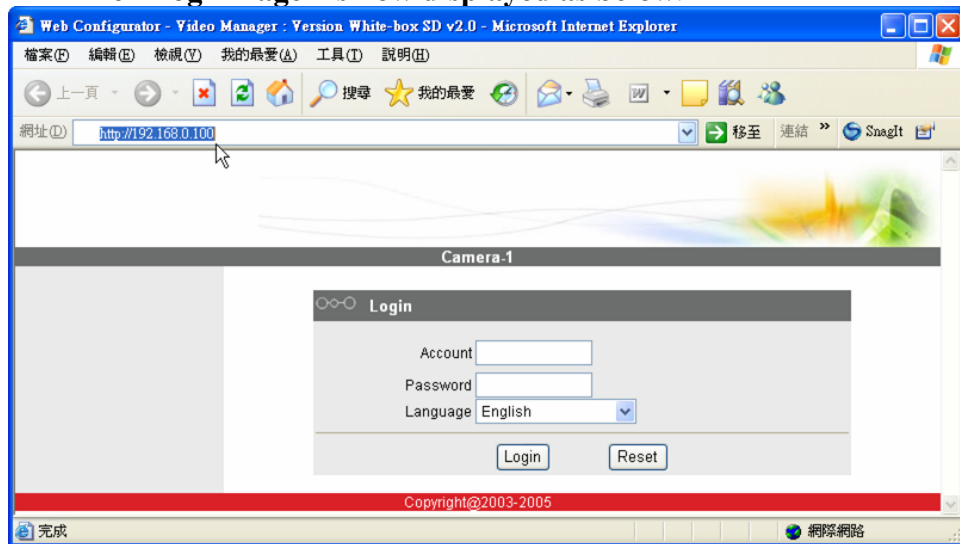 Web Configurator - Video Manager : Version White-box SD v2.0 - Microsoft Internet Explorer
檔案(F) 編輯(E) 檢視(V) 我的最愛(A) 工具(T) 說明(H)
上一頁 搜尋 我的最愛
網址(D) http://192.168.0.100 移至 連結 » SnagIt
Camera-1
Login
Account
Password
Language English
Login Reset
Copyright@2003-2005
完成 網際網路